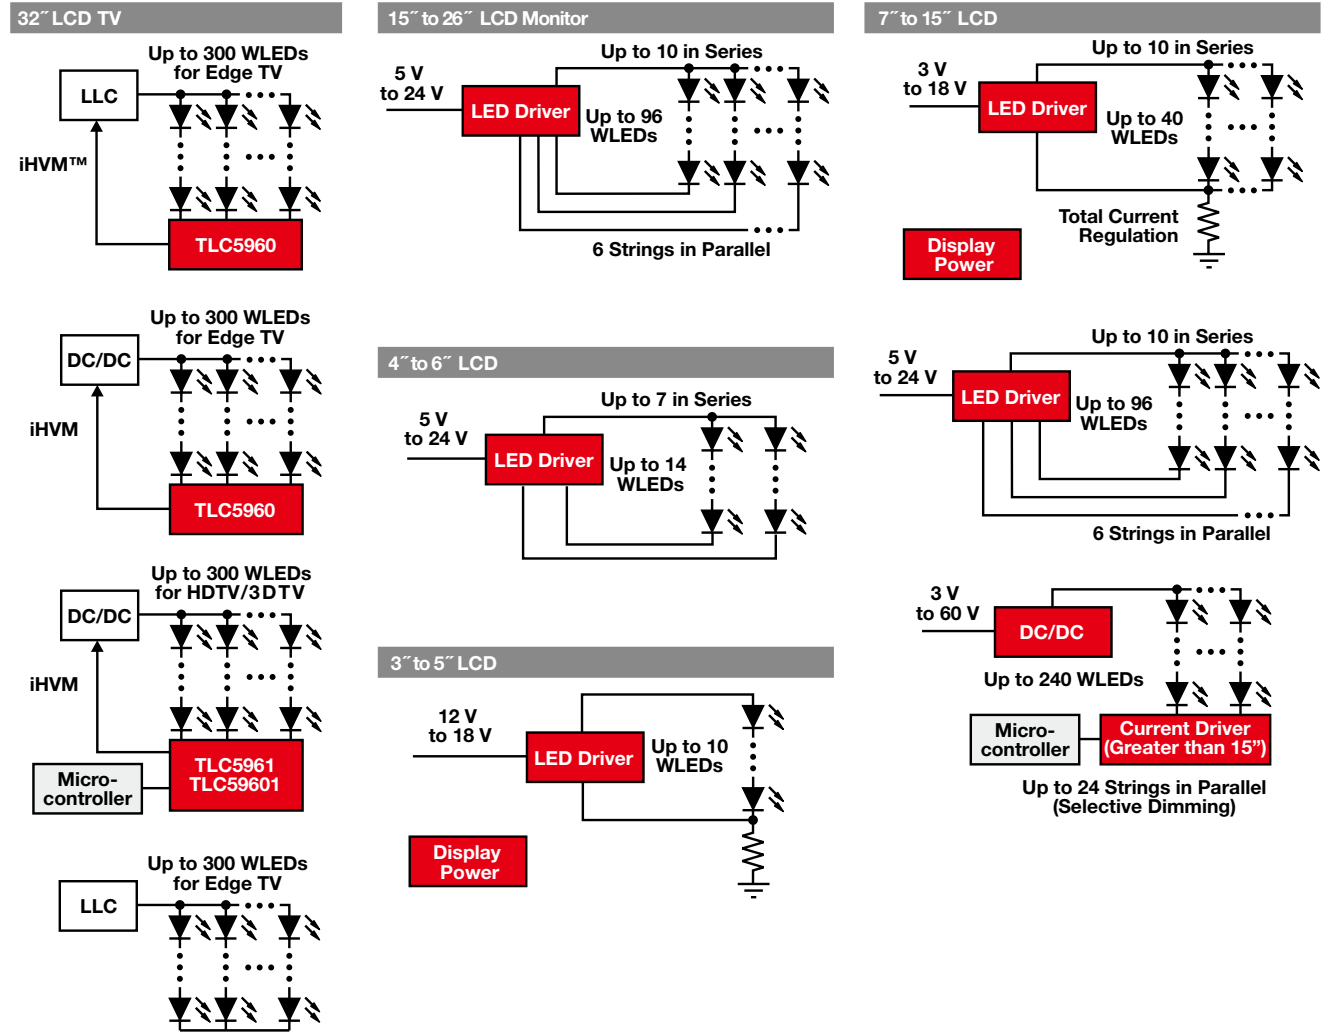 32˝ LCD TV
Up to 300 WLEDs
for Edge TV
LLC
iHVM™
TLC5960
Up to 300 WLEDs
for Edge TV
DC/DC
iHVM
TLC5960
Up to 300 WLEDs
for HDTV/3DTV
DC/DC
iHVM
TLC5961
TLC59601
Micro-
controller
Up to 300 WLEDs
for Edge TV
LLC
15˝ to 26˝ LCD Monitor
Up to 10 in Series
5 V
to 24 V
LED Driver
Up to 96
WLEDs
6 Strings in Parallel
4˝ to 6˝ LCD
Up to 7 in Series
5 V
to 24 V
LED Driver
Up to 14
WLEDs
3˝ to 5˝ LCD
12 V
to 18 V
LED Driver
Up to 10
WLEDs
Display
Power
7˝ to 15˝ LCD
Up to 10 in Series
3 V
to 18 V
LED Driver
Up to 40
WLEDs
Total Current
Regulation
Display
Power
Up to 10 in Series
5 V
to 24 V
LED Driver
Up to 96
WLEDs
6 Strings in Parallel
3 V
to 60 V
DC/DC
Up to 240 WLEDs
Micro-
controller
Current Driver
(Greater than 15”)
Up to 24 Strings in Parallel
(Selective Dimming)